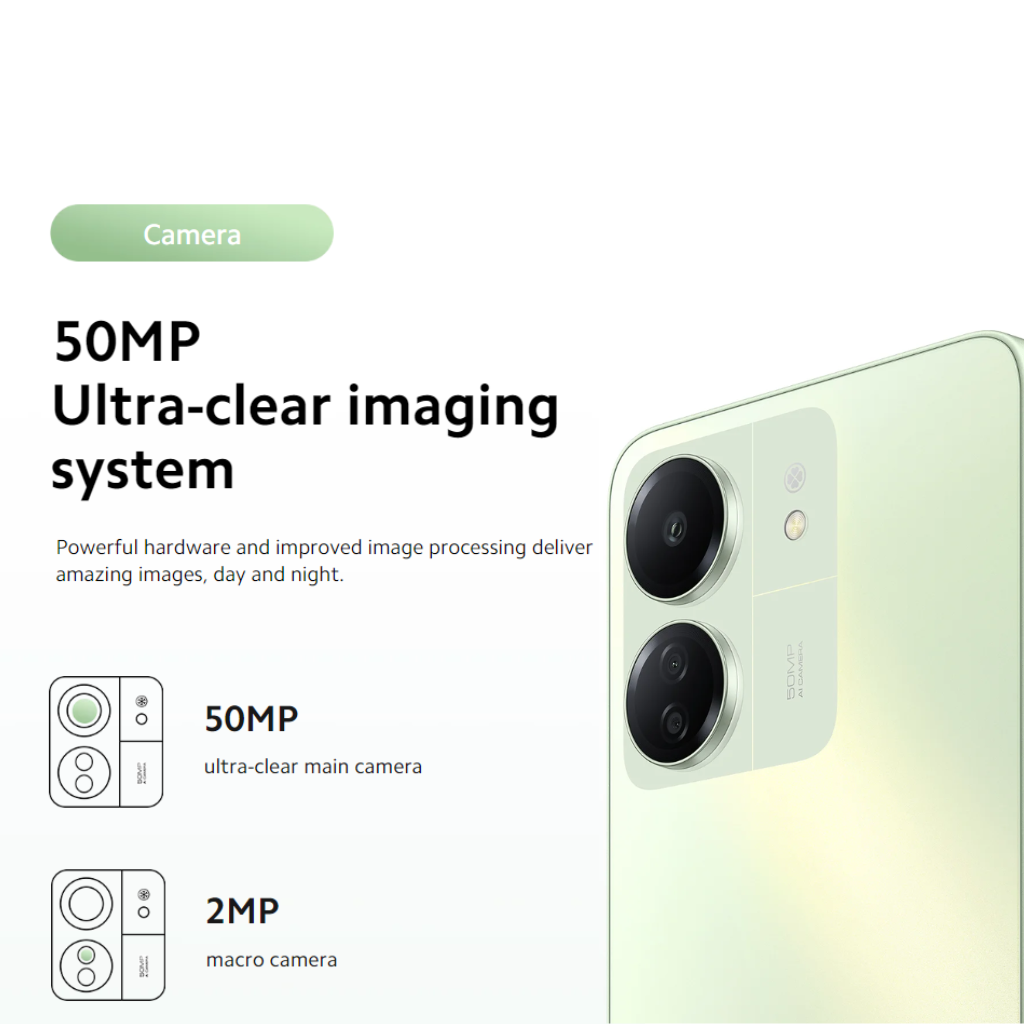 Camera
50MP
Ultra-clear imaging
system
Powerful hardware and improved image processing deliver
amazing images, day and night.
50MP
AI CAMERA
50MP
AI Camera
50MP
ultra-clear main camera
50MP
AI Camera
2MP
macro camera